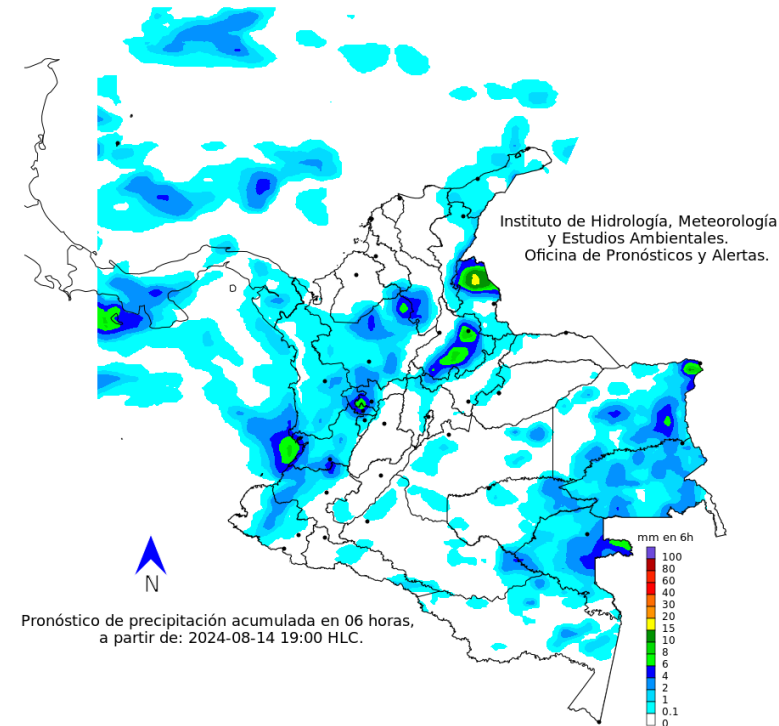 Instituto de Hidrología, Meteorología
y Estudios Ambientales.
Oficina de Pronósticos y Alertas.
N
Pronóstico de precipitación acumulada en 06 horas,
a partir de: 2024-08-14 19:00 HLC.
mm en 6h
100
80
60
40
30
20
15
10
8
6
4
2
1
0.1
0